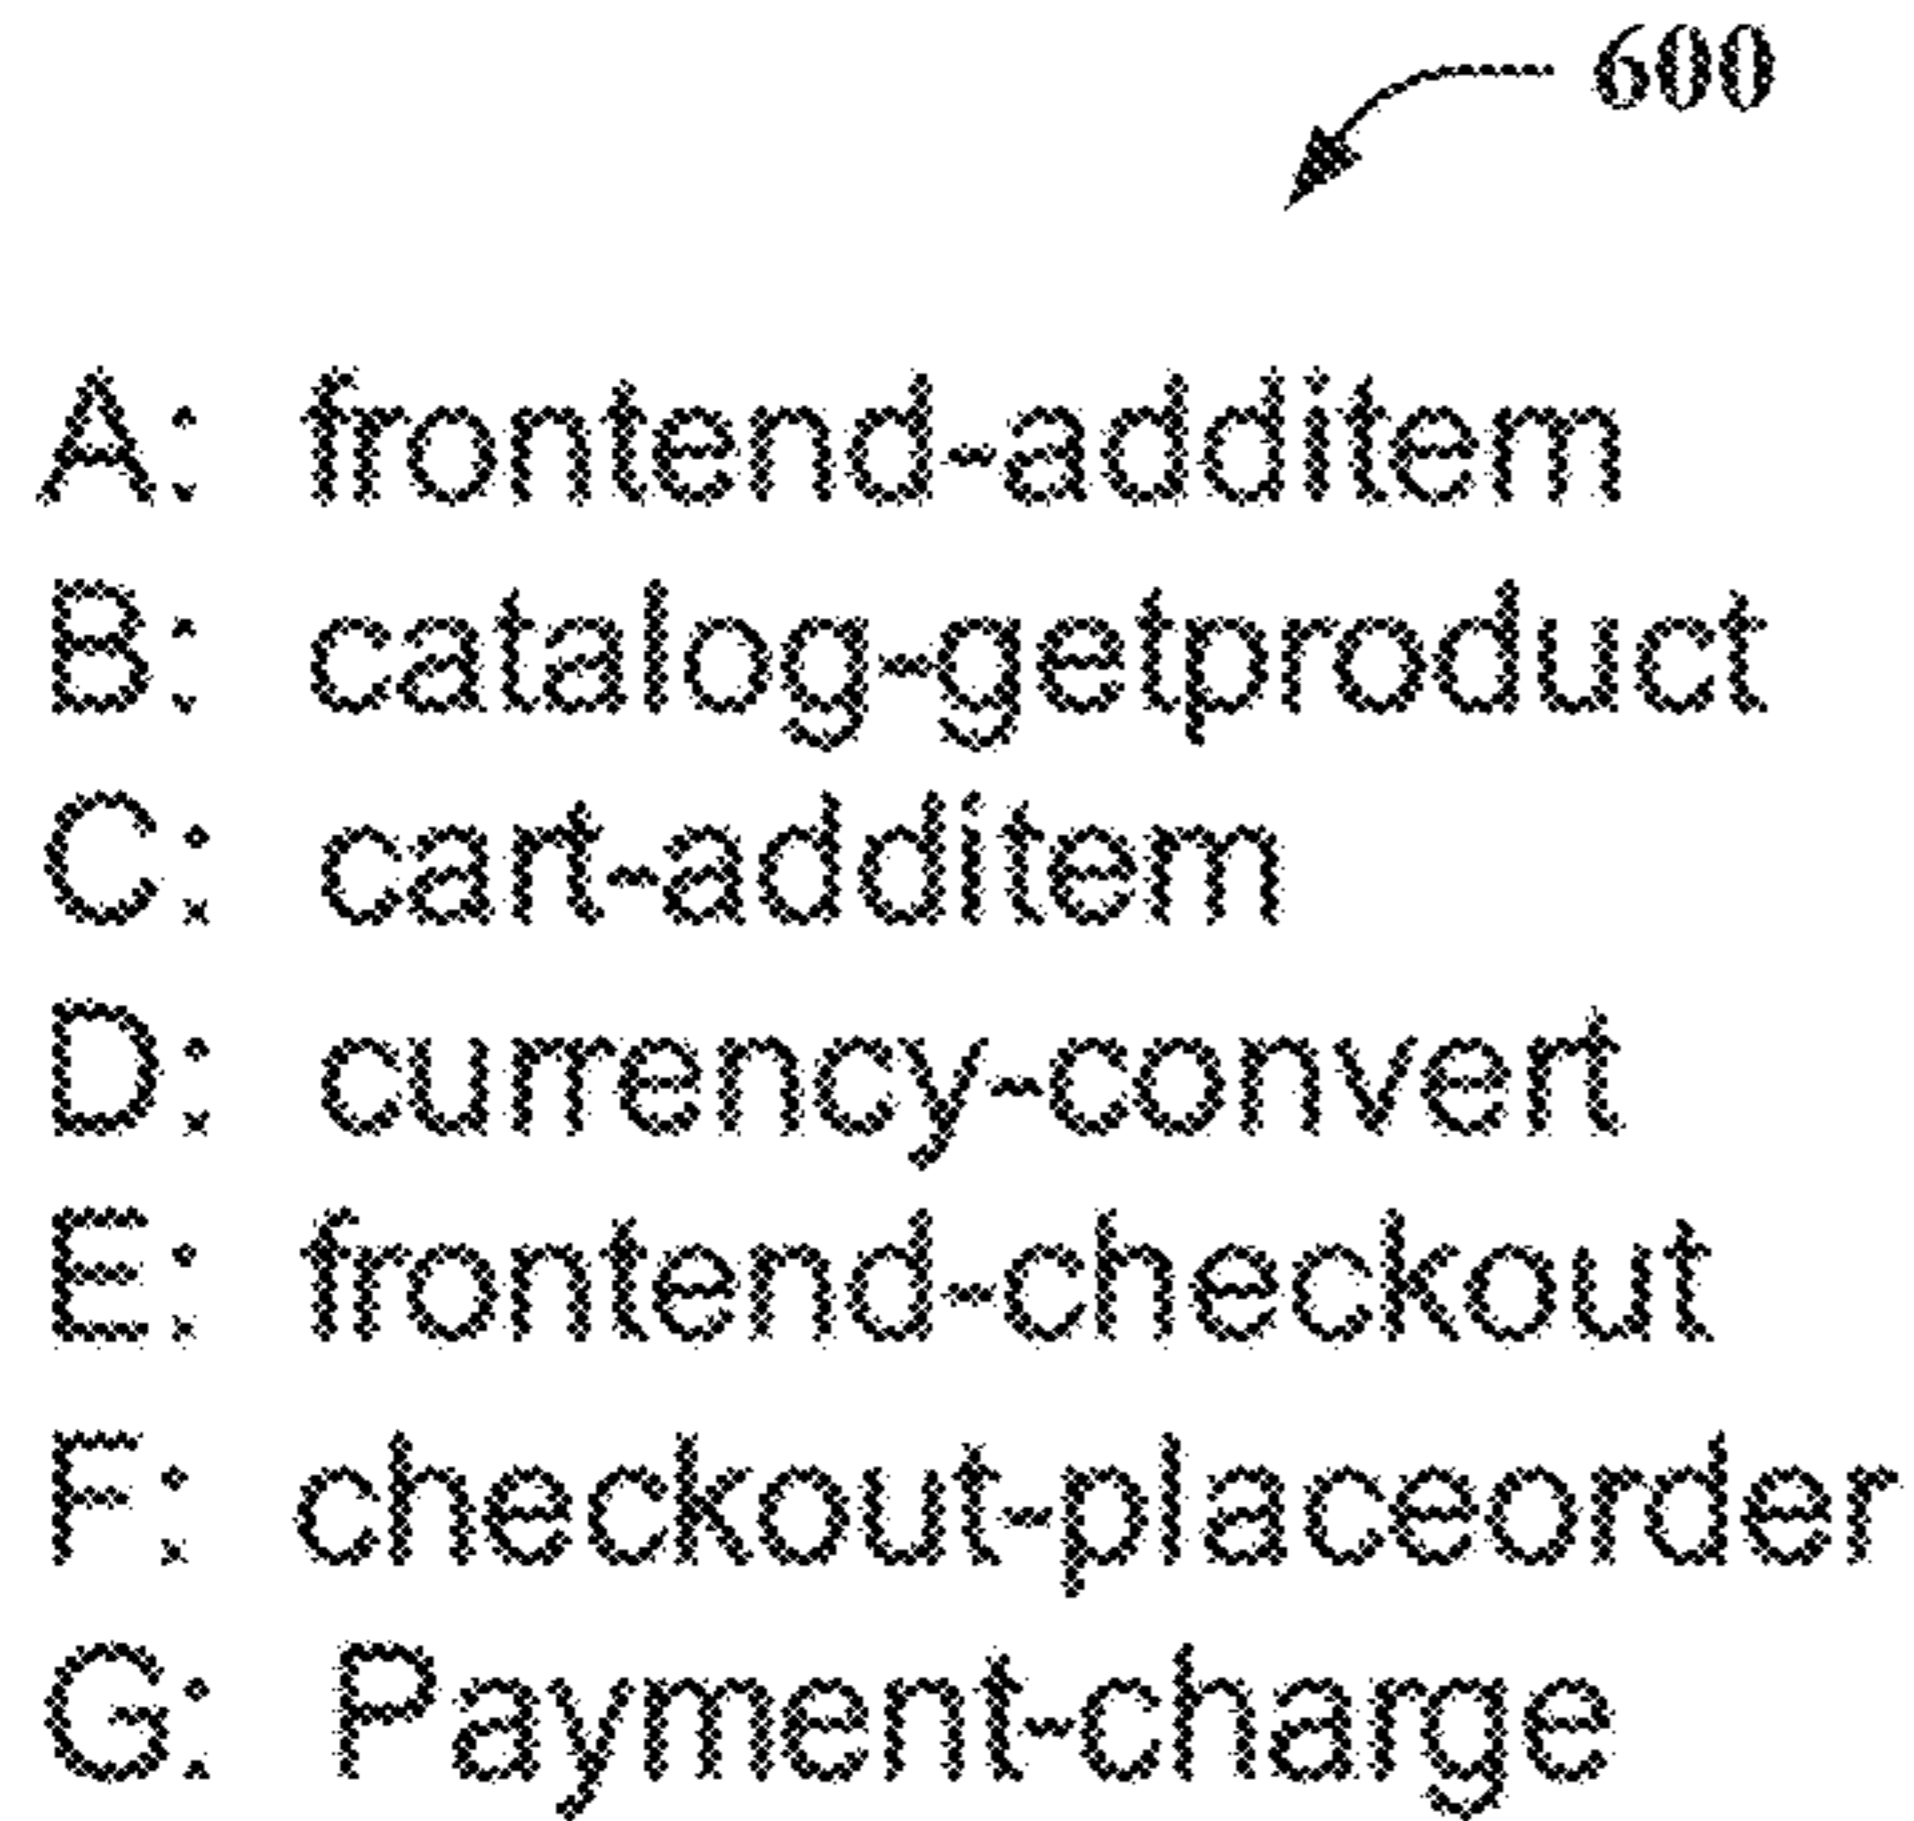 600
A: frontend-additem
B: catalog-getproduct
C: cart-additem
D: currency-convert
E: frontend-checkout
F: checkout-placeorder
G: Payment-charge